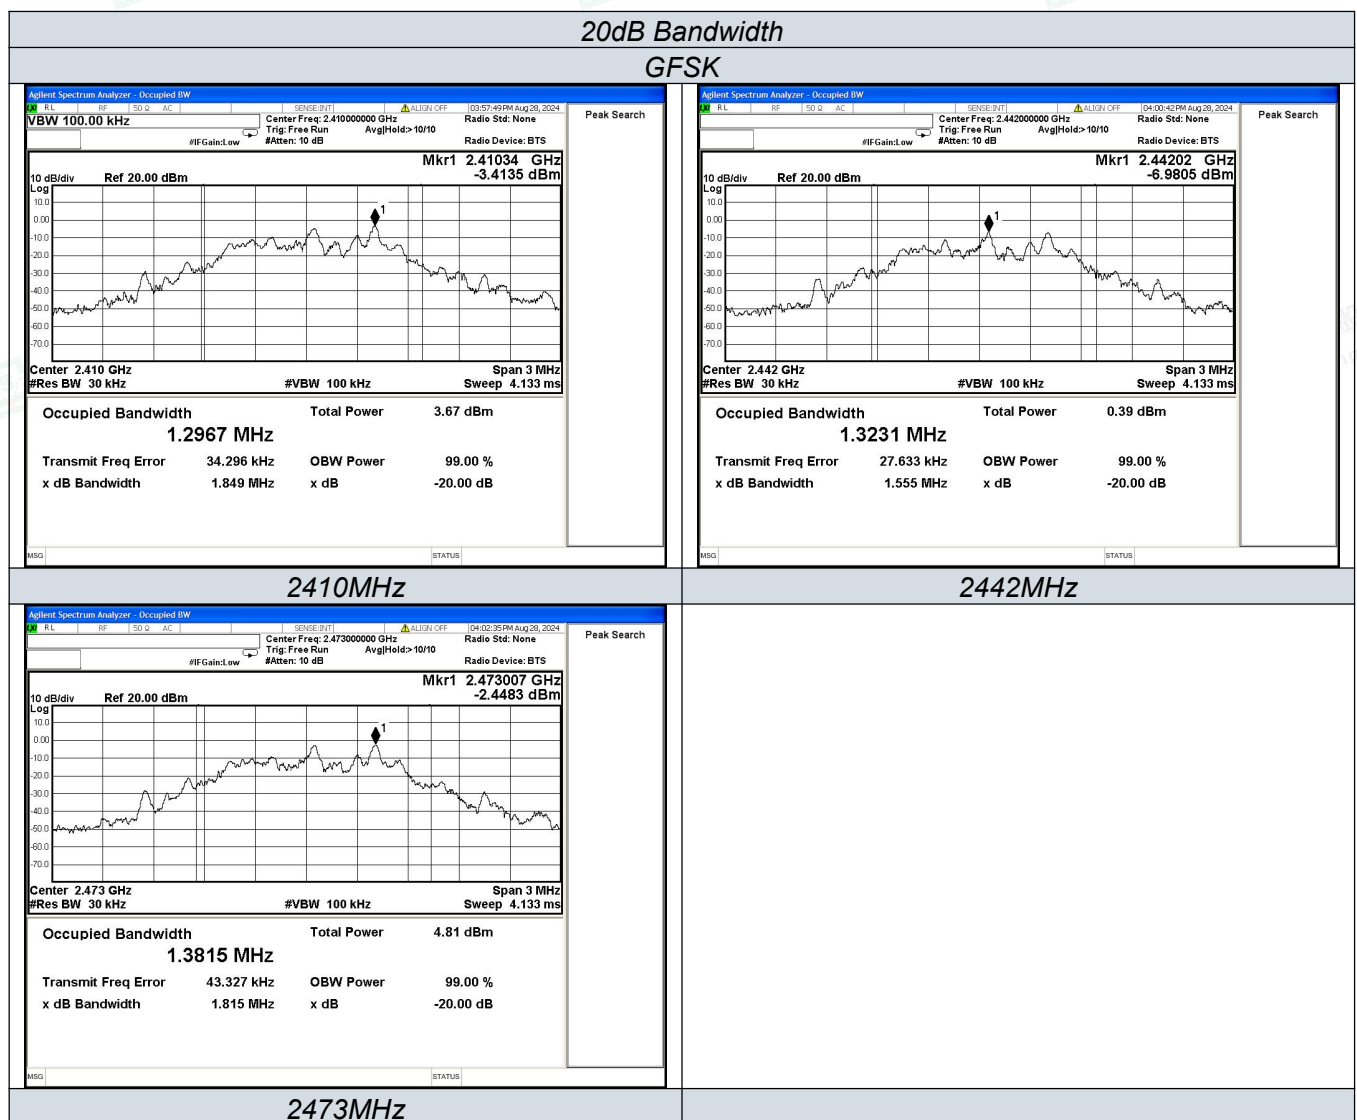 20dB Bandwidth
GFSK
Agilent Spectrum Analyzer - Occupied BW
LXI RL RF 50 Ω AC SENSE:INT ALIGN OFF 03:57:49 PM Aug 28, 2024
VBW 100.00 kHz Center Freq: 2.410000000 GHz Radio Std: None Peak Search
Trig: Free Run Avg|Hold:> 10/10
#IFGain:Low #Atten: 10 dB Radio Device: BTS
Mkr1 2.41034 GHz
-3.4135 dBm
10 dB/div Ref 20.00 dBm
Log
10.0
0.00
-10.0
-20.0
-30.0
-40.0
-50.0
-60.0
-70.0
1
Center 2.410 GHz Span 3 MHz
#Res BW 30 kHz #VBW 100 kHz Sweep 4.133 ms
Occupied Bandwidth Total Power 3.67 dBm
1.2967 MHz
Transmit Freq Error 34.296 kHz OBW Power 99.00 %
x dB Bandwidth 1.849 MHz x dB -20.00 dB
MSG STATUS
2410MHz
Agilent Spectrum Analyzer - Occupied BW
LXI RL RF 50 Ω AC SENSE:INT ALIGN OFF 04:00:42 PM Aug 28, 2024
Center Freq: 2.442000000 GHz Radio Std: None Peak Search
Trig: Free Run Avg|Hold:> 10/10
#IFGain:Low #Atten: 10 dB Radio Device: BTS
Mkr1 2.44202 GHz
-6.9805 dBm
10 dB/div Ref 20.00 dBm
Log
10.0
0.00
-10.0
-20.0
-30.0
-40.0
-50.0
-60.0
-70.0
1
Center 2.442 GHz Span 3 MHz
#Res BW 30 kHz #VBW 100 kHz Sweep 4.133 ms
Occupied Bandwidth Total Power 0.39 dBm
1.3231 MHz
Transmit Freq Error 27.633 kHz OBW Power 99.00 %
x dB Bandwidth 1.555 MHz x dB -20.00 dB
MSG STATUS
2442MHz
Agilent Spectrum Analyzer - Occupied BW
LXI RL RF 50 Ω AC SENSE:INT ALIGN OFF 04:02:35 PM Aug 28, 2024
Center Freq: 2.473000000 GHz Radio Std: None Peak Search
Trig: Free Run Avg|Hold:> 10/10
#IFGain:Low #Atten: 10 dB Radio Device: BTS
Mkr1 2.473007 GHz
-2.4483 dBm
10 dB/div Ref 20.00 dBm
Log
10.0
0.00
-10.0
-20.0
-30.0
-40.0
-50.0
-60.0
-70.0
1
Center 2.473 GHz Span 3 MHz
#Res BW 30 kHz #VBW 100 kHz Sweep 4.133 ms
Occupied Bandwidth Total Power 4.81 dBm
1.3815 MHz
Transmit Freq Error 43.327 kHz OBW Power 99.00 %
x dB Bandwidth 1.815 MHz x dB -20.00 dB
MSG STATUS
2473MHz